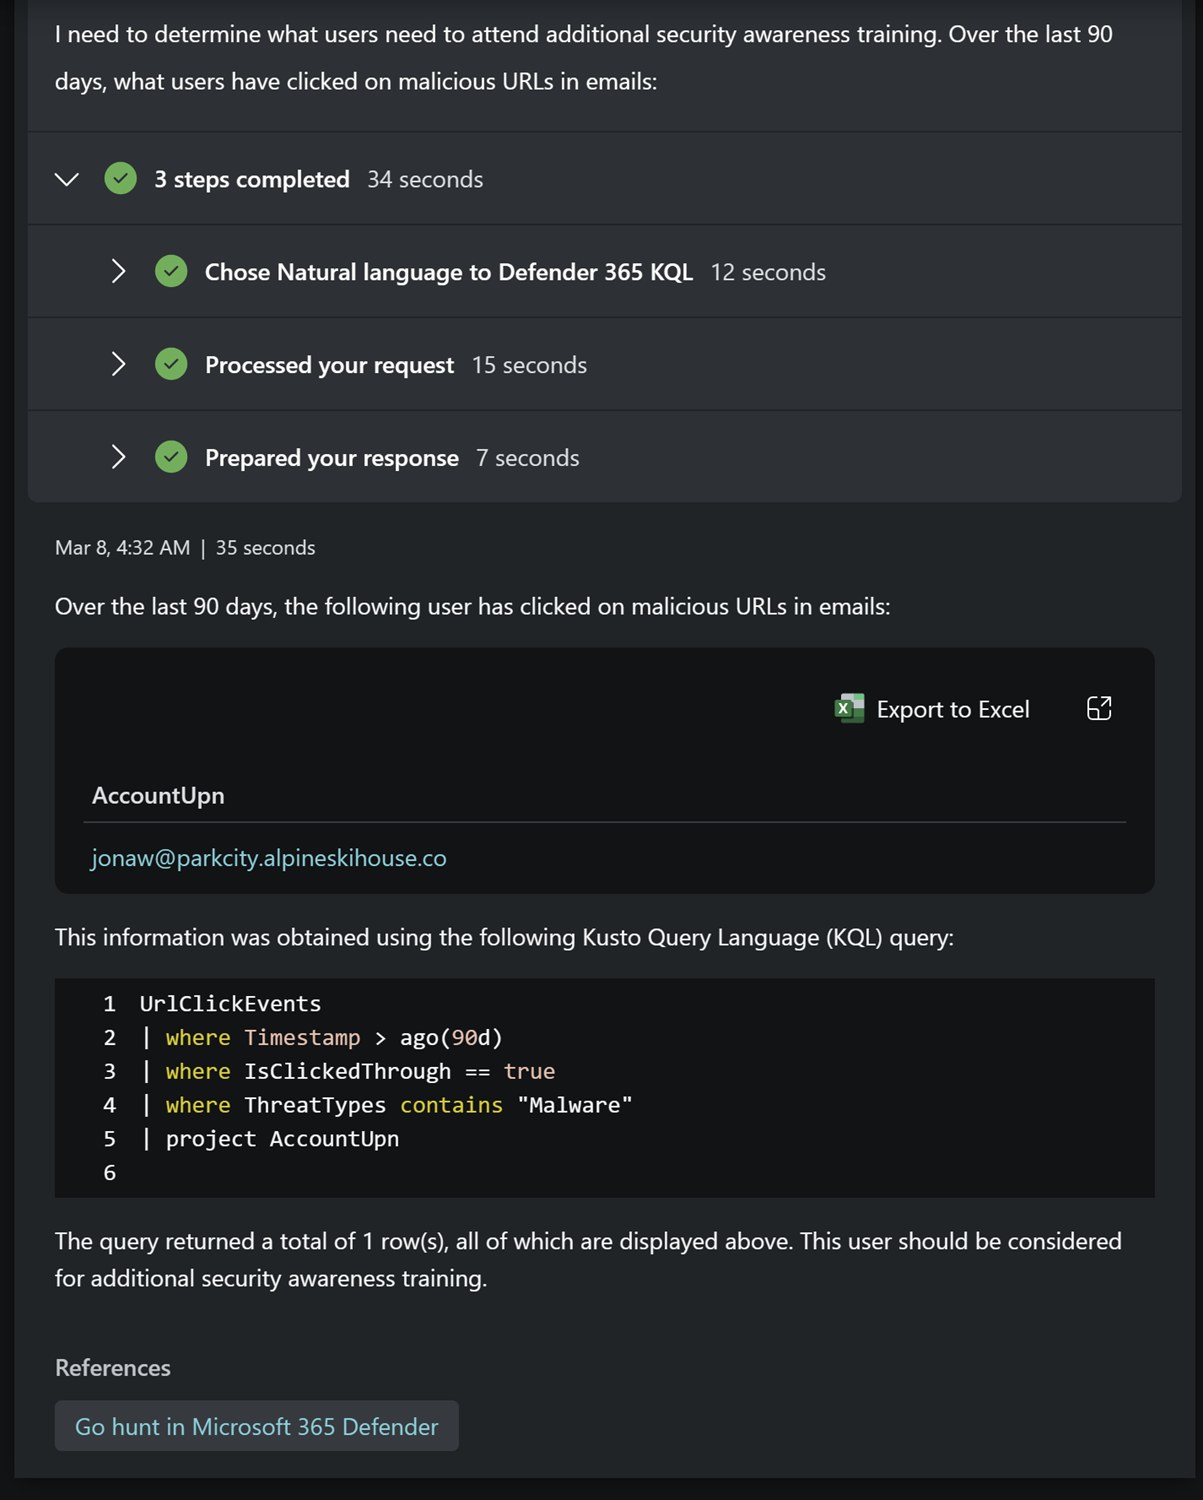 I need to determine what users need to attend additional security awareness training. Over the last 90
days, what users have clicked on malicious URLs in emails:
3 steps completed 34 seconds
Chose Natural language to Defender 365 KQL 12 seconds
Processed your request 15 seconds
Prepared your response 7 seconds
Mar 8, 4:32 AM | 35 seconds
Over the last 90 days, the following user has clicked on malicious URLs in emails:
Export to Excel
AccountUpn
jonaw@parkcity.alpineskihouse.co
This information was obtained using the following Kusto Query Language (KQL) query:
1 UrlClickEvents
2 | where Timestamp > ago(90d)
3 | where IsClickedThrough == true
4 | where ThreatTypes contains "Malware"
5 | project AccountUpn
6
The query returned a total of 1 row(s), all of which are displayed above. This user should be considered
for additional security awareness training.
References
Go hunt in Microsoft 365 Defender